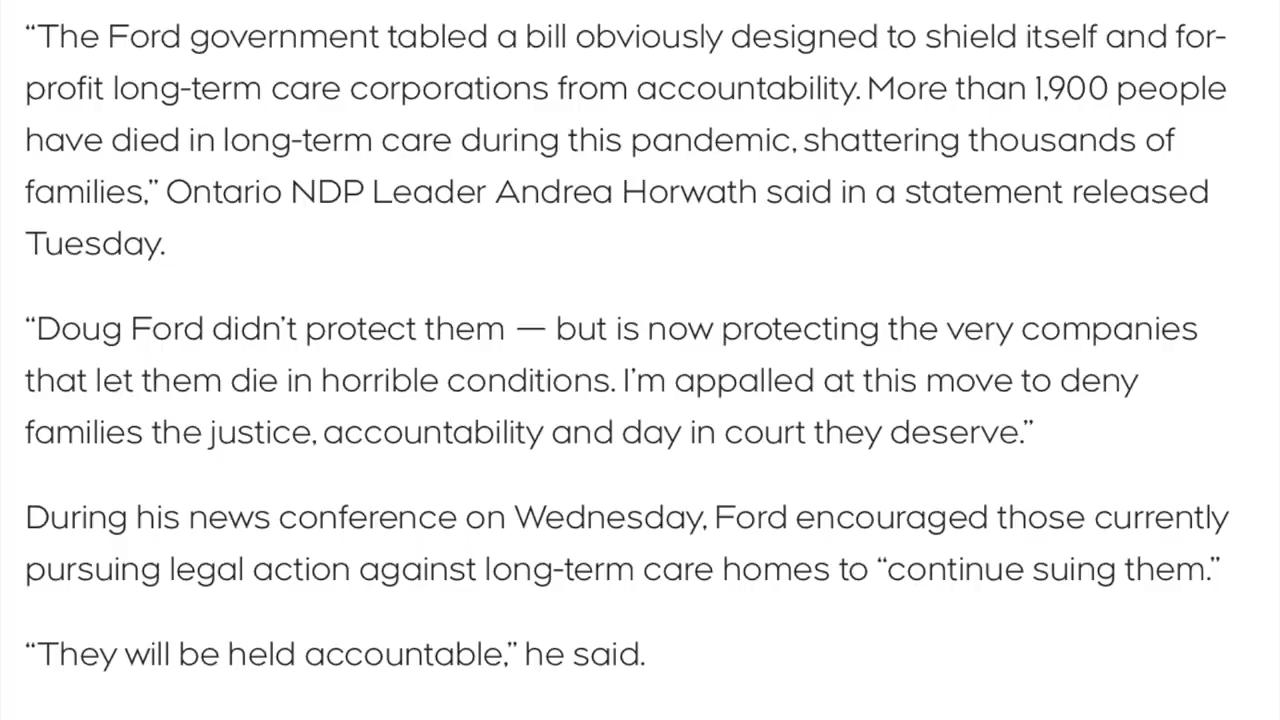 “The Ford government tabled a bill obviously designed to shield itself and for-
profit long-term care corporations from accountability. More than 1,900 people
have died in long-term care during this pandemic, shattering thousands of
families,” Ontario NDP Leader Andrea Horwath said in a statement released
Tuesday.
“Doug Ford didn’t protect them — but is now protecting the very companies
that let them die in horrible conditions. I’m appalled at this move to deny
families the justice, accountability and day in court they deserve.”
During his news conference on Wednesday, Ford encouraged those currently
pursuing legal action against long-term care homes to “continue suing them.”
“They will be held accountable,” he said.